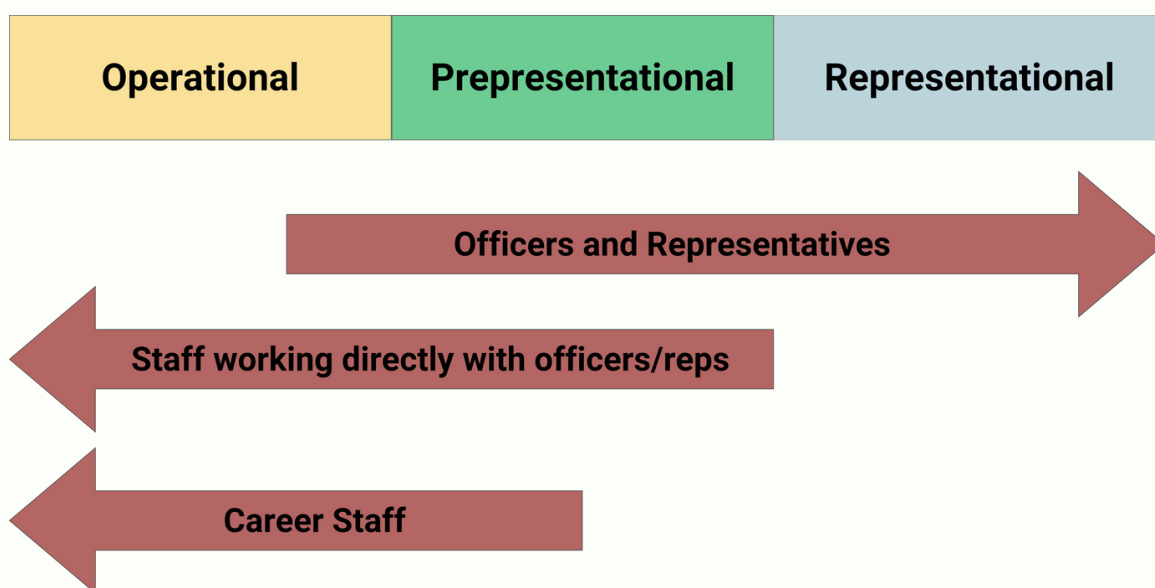 Operational
Prepresentational
Representational
Officers and Representatives
Staff working directly with officers/reps
Career Staff